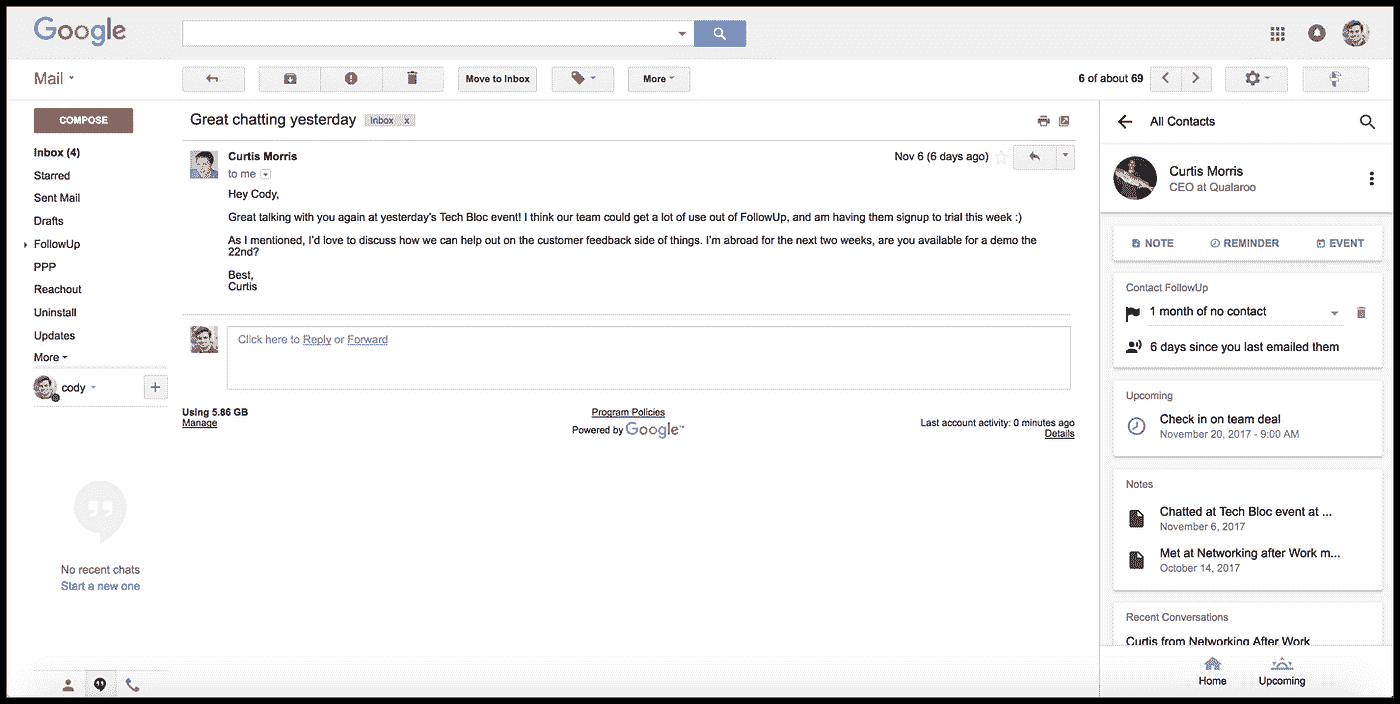 Google
Mail
Move to Inbox
More
6 of about 69
COMPOSE
Inbox (4)
Starred
Sent Mail
Drafts
FollowUp
PPP
Reachout
Uninstall
Updates
More
cody
No recent chats
Start a new one
Great chatting yesterday Inbox x
Curtis Morris
Nov 6 (6 days ago)
to me
Hey Cody,
Great talking with you again at yesterday's Tech Bloc event! I think our team could get a lot of use out of FollowUp, and am having them signup to trial this week :)
As I mentioned, I'd love to discuss how we can help out on the customer feedback side of things. I'm abroad for the next two weeks, are you available for a demo the
22nd?
Best,
Curtis
Click here to Reply or Forward
Using 5.86 GB
Manage
Program Policies
Powered by Google™
Last account activity: 0 minutes ago
Details
All Contacts
Curtis Morris
CEO at Qualaroo
NOTE REMINDER EVENT
Contact FollowUp
1 month of no contact
6 days since you last emailed them
Upcoming
Check in on team deal
November 20, 2017 - 9:00 AM
Notes
Chatted at Tech Bloc event at ...
November 6, 2017
Met at Networking after Work m...
October 14, 2017
Recent Conversations
Curtis from Networking After Work
Home Upcoming